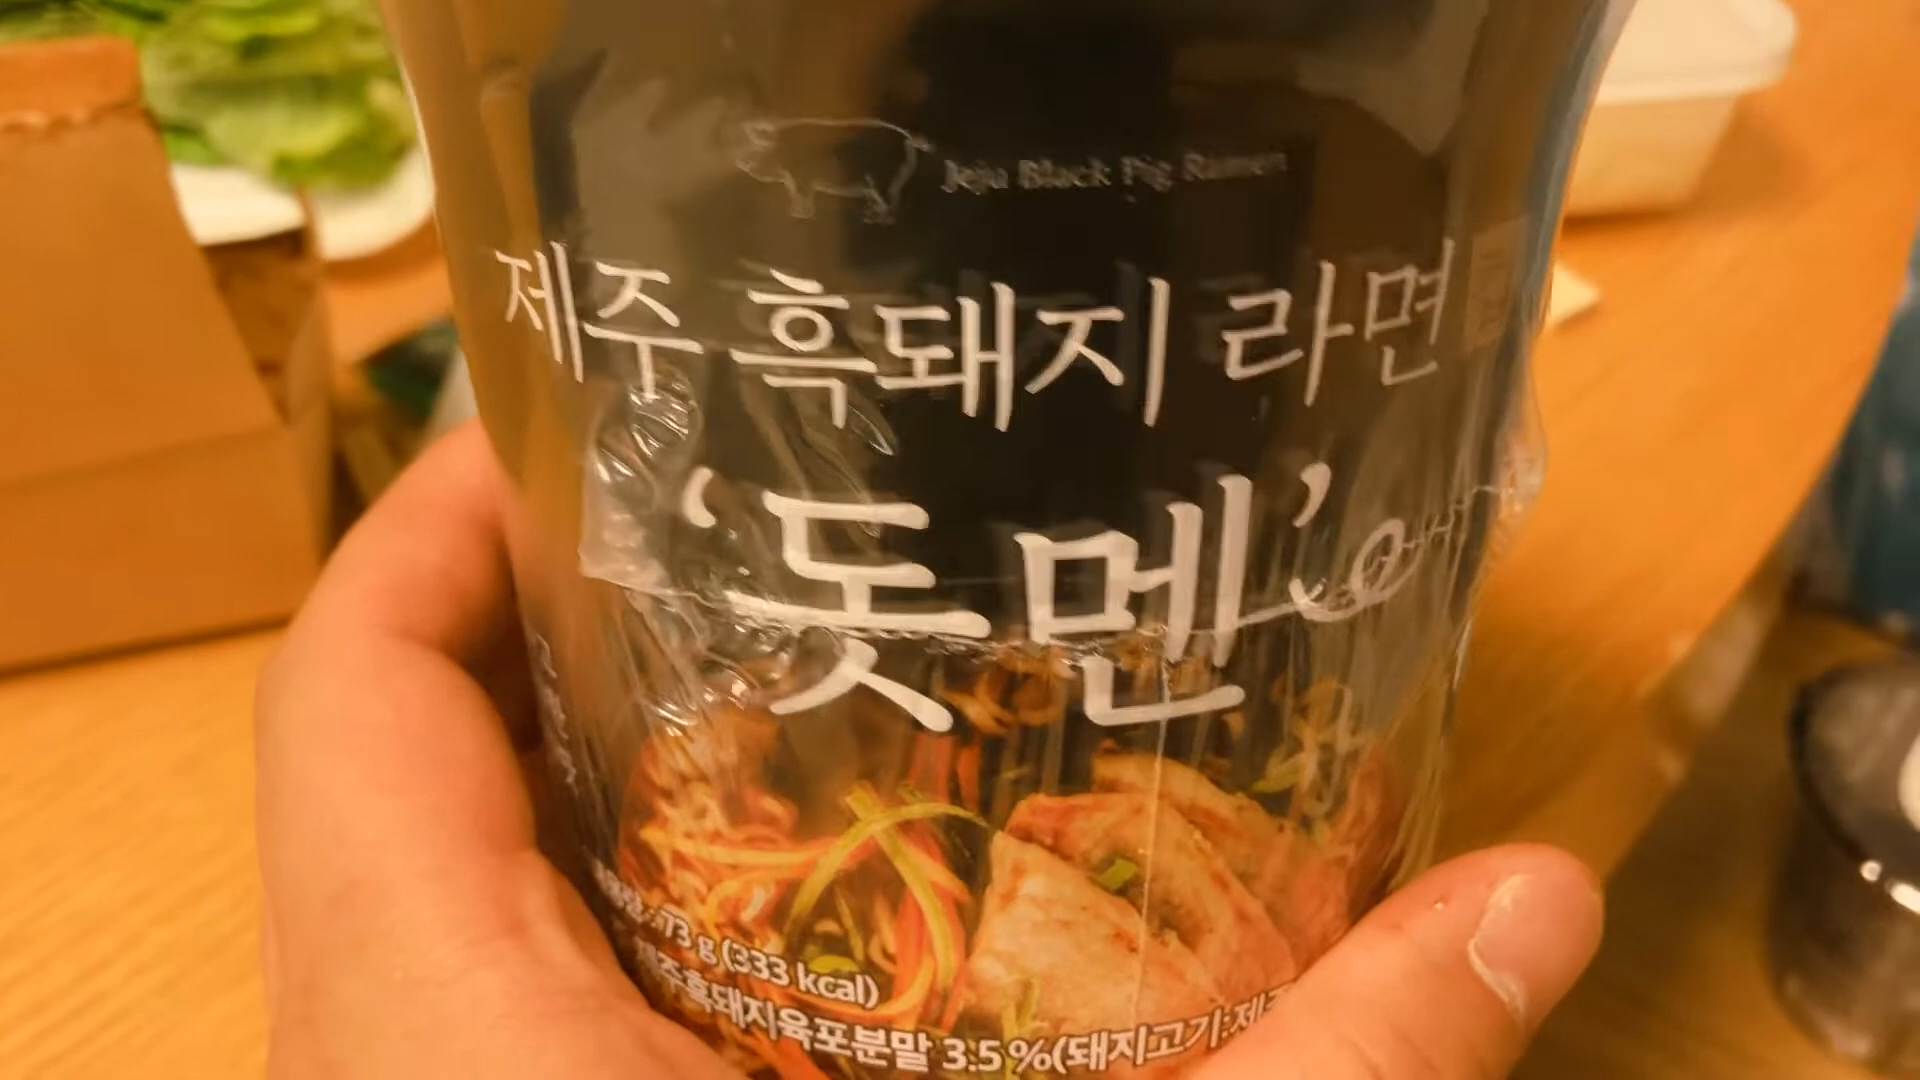 Jeju Black Pig Ramen
제주 흑돼지 라면
‘돗멘’
73 g (333 kcal)
제주흑돼지육포분말 3.5 %(돼지고기:제주